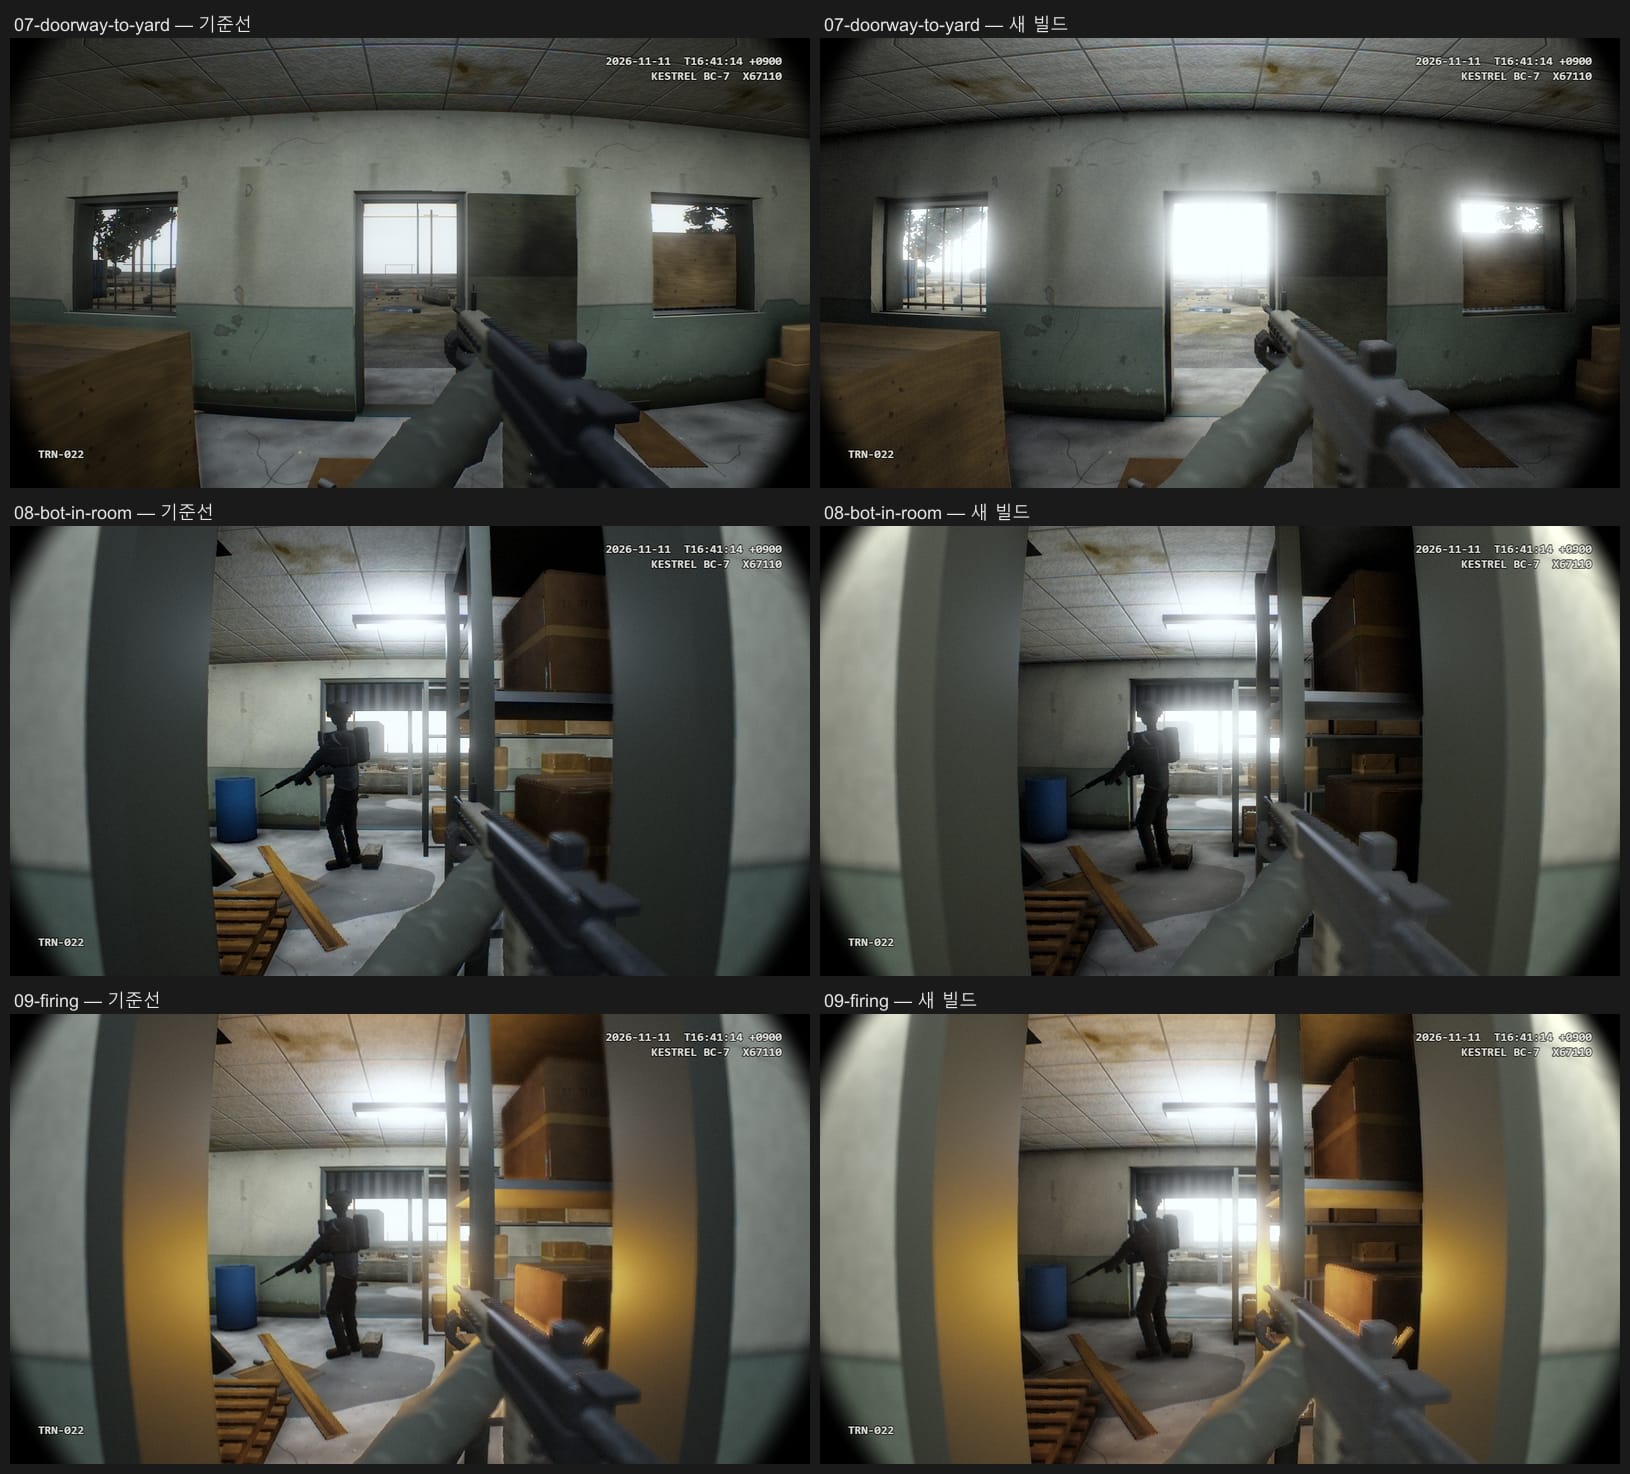 07-doorway-to-yard — 기준선
07-doorway-to-yard — 새 빌드
2026-11-11 T16:41:14 +0900
KESTREL BC-7 X67110
2026-11-11 T16:41:14 +0900
KESTREL BC-7 X67110
TRN-022
TRN-022
08-bot-in-room — 기준선
08-bot-in-room — 새 빌드
2026-11-11 T16:41:14 +0900
KESTREL BC-7 X67110
2026-11-11 T16:41:14 +0900
KESTREL BC-7 X67110
TRN-022
TRN-022
09-firing — 기준선
09-firing — 새 빌드
2026-11-11 T16:41:14 +0900
KESTREL BC-7 X67110
2026-11-11 T16:41:14 +0900
KESTREL BC-7 X67110
TRN-022
TRN-022